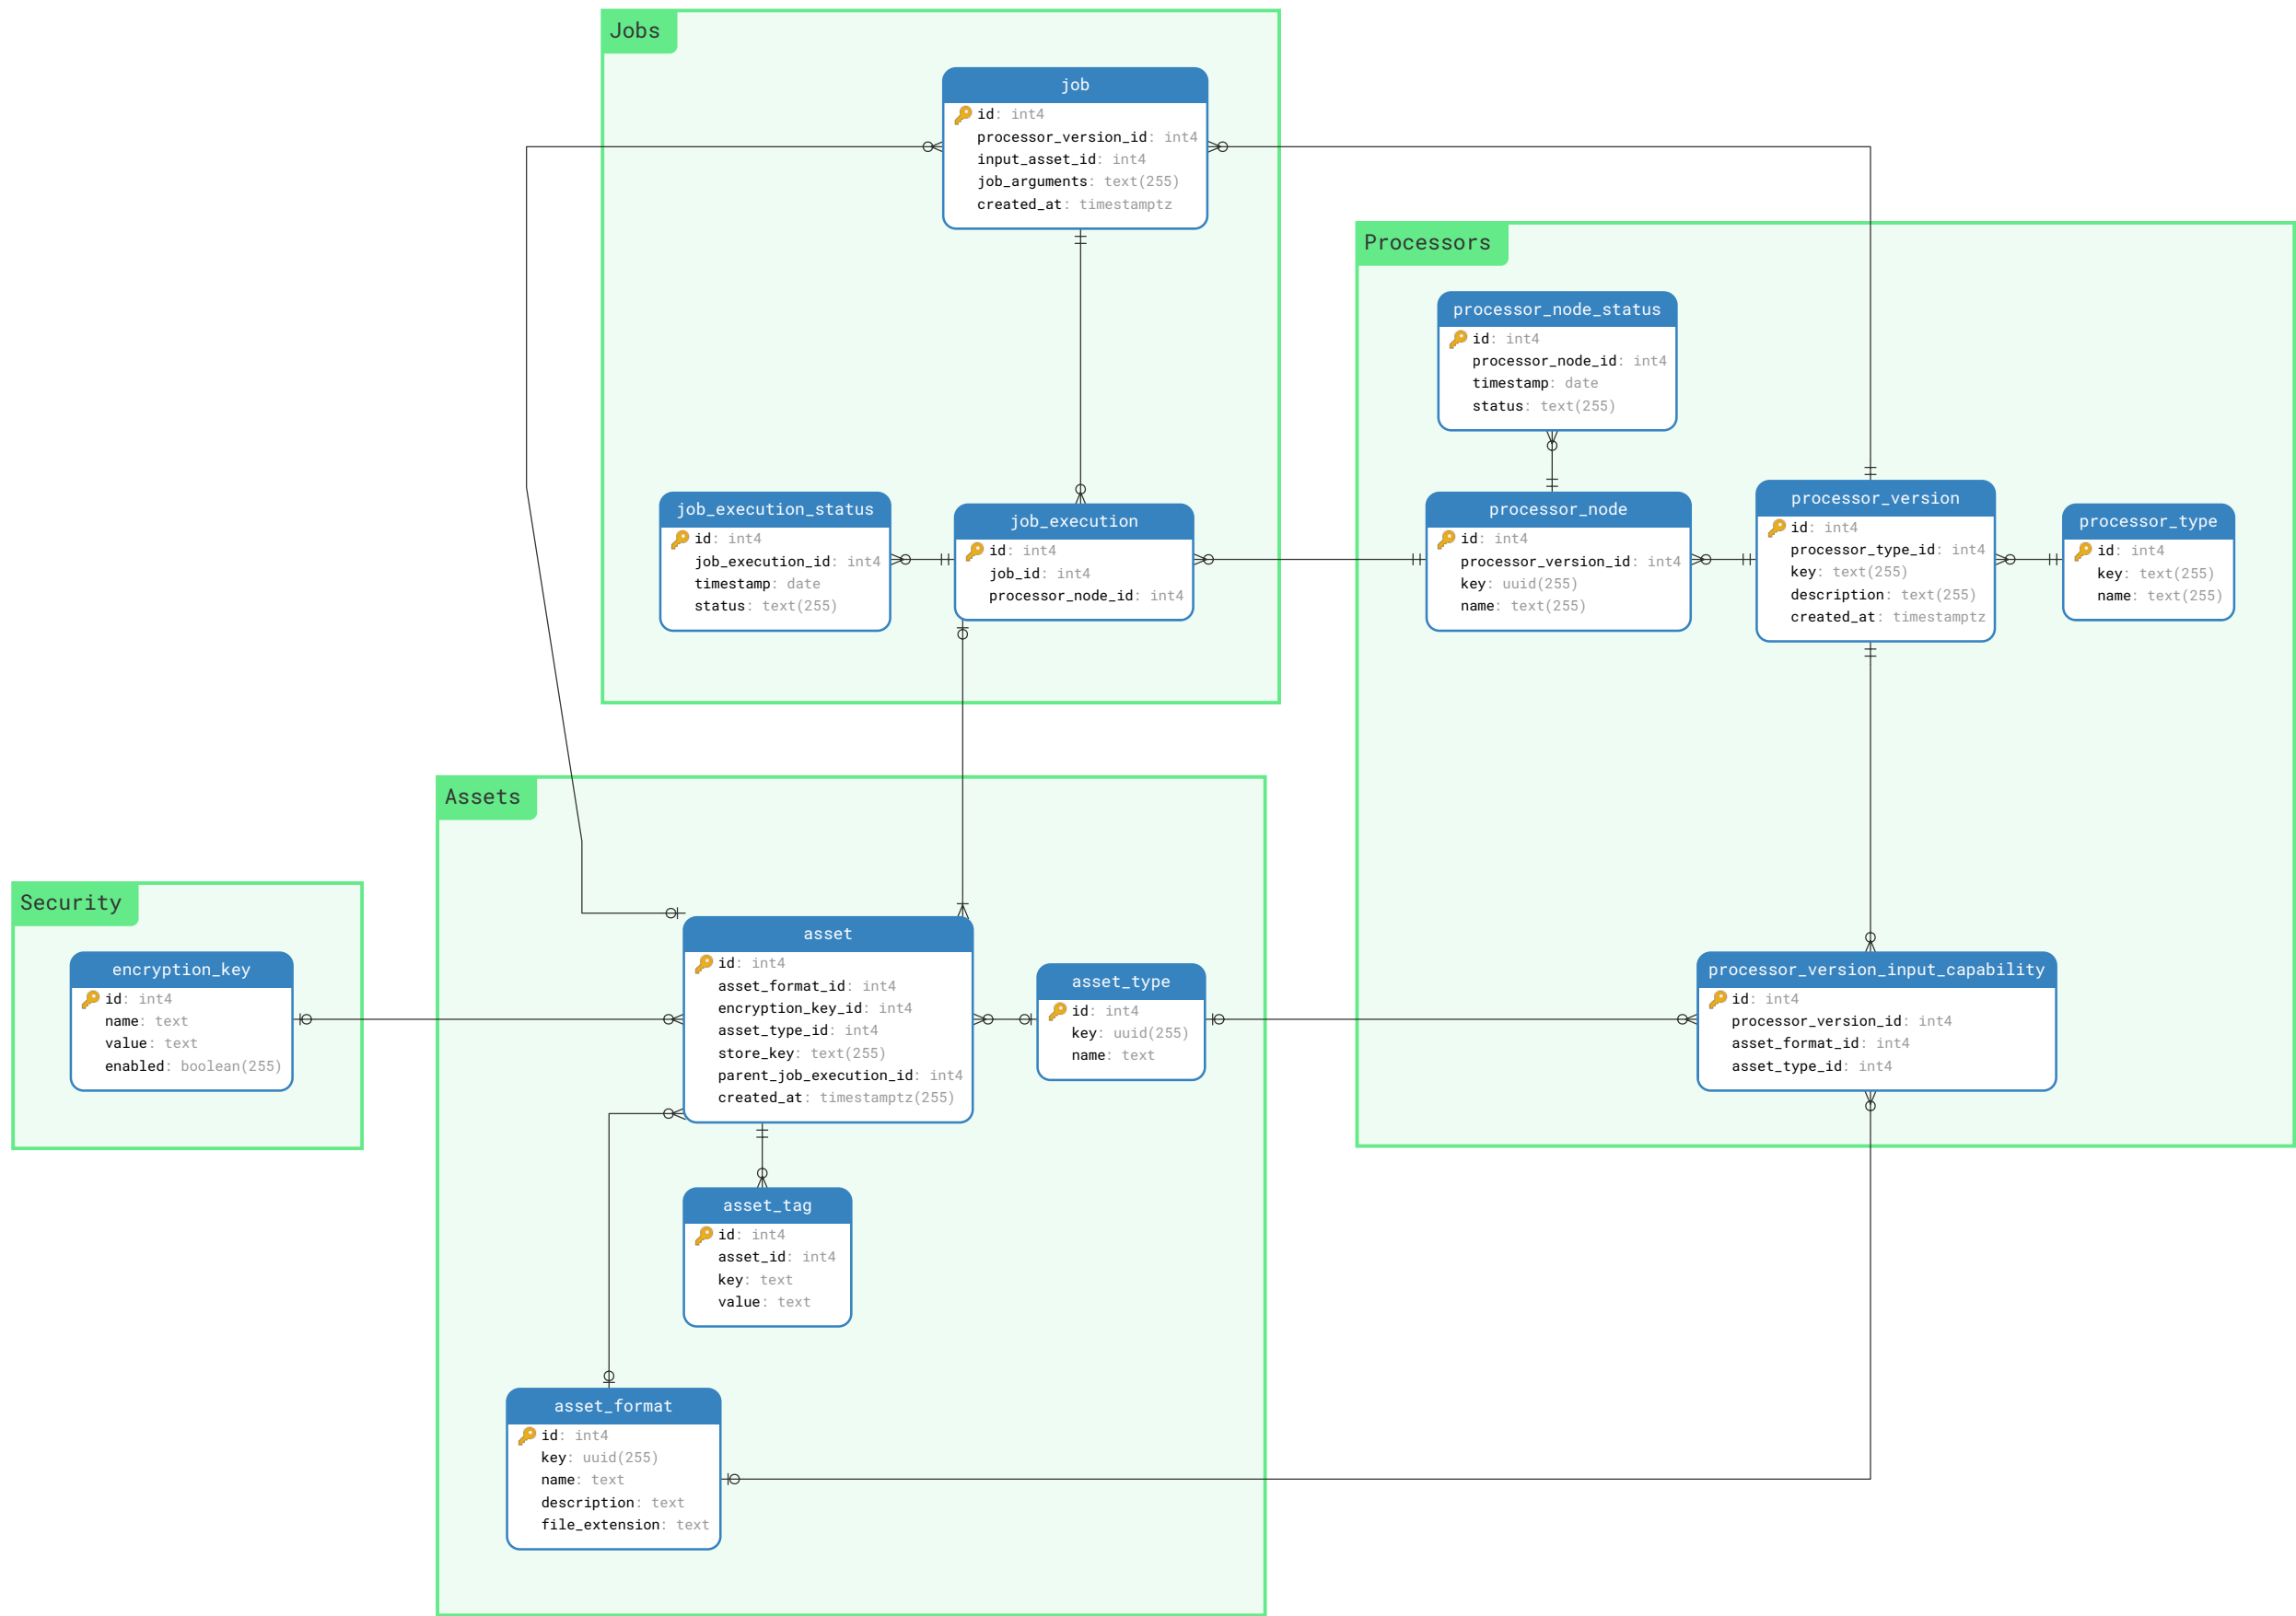 Jobs
job
id: int4
processor_version_id: int4
input_asset_id: int4
job_arguments: text(255)
created_at: timestamptz
Processors
processor_node_status
id: int4
processor_node_id: int4
timestamp: date
status: text(255)
job_execution_status
id: int4
job_execution_id: int4
timestamp: date
status: text(255)
job_execution
id: int4
job_id: int4
processor_node_id: int4
processor_node
id: int4
processor_version_id: int4
key: uuid(255)
name: text(255)
processor_version
id: int4
processor_type_id: int4
key: text(255)
description: text(255)
created_at: timestamptz
processor_type
id: int4
key: text(255)
name: text(255)
Assets
Security
encryption_key
id: int4
name: text
value: text
enabled: boolean(255)
asset
id: int4
asset_format_id: int4
encryption_key_id: int4
asset_type_id: int4
store_key: text(255)
parent_job_execution_id: int4
created_at: timestamptz(255)
asset_type
id: int4
key: uuid(255)
name: text
processor_version_input_capability
id: int4
processor_version_id: int4
asset_format_id: int4
asset_type_id: int4
asset_tag
id: int4
asset_id: int4
key: text
value: text
asset_format
id: int4
key: uuid(255)
name: text
description: text
file_extension: text